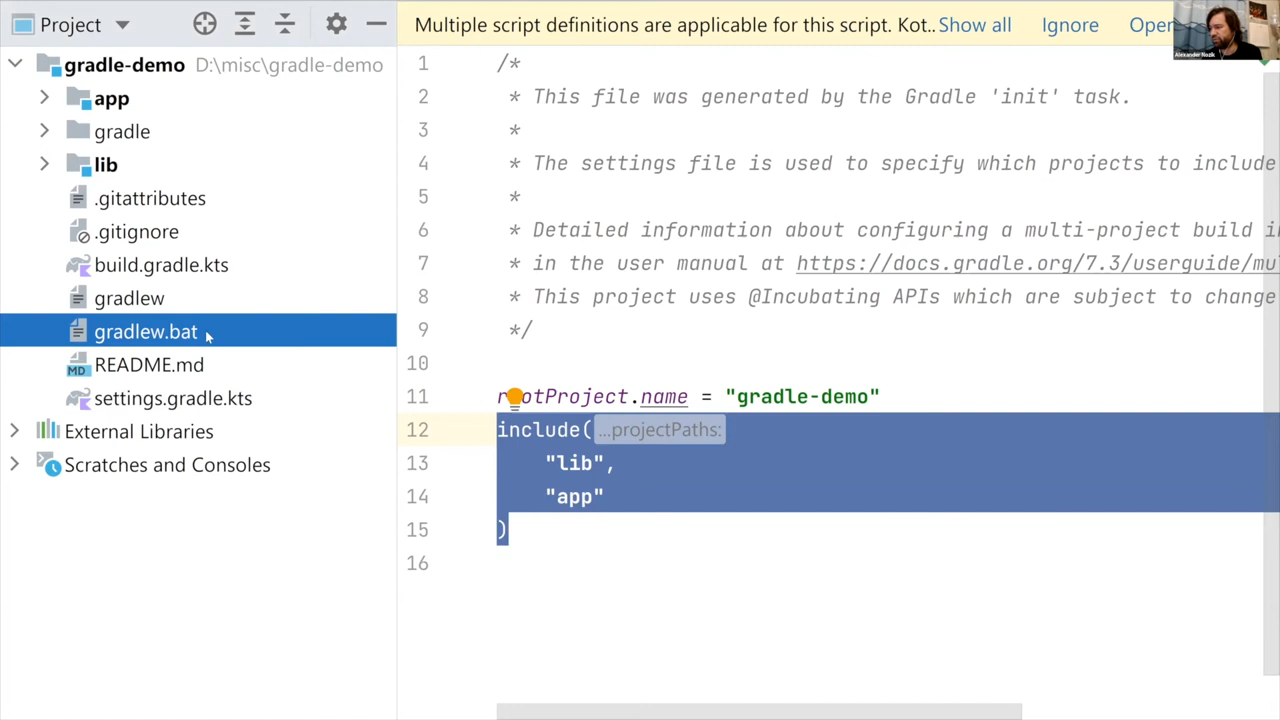 Project
Multiple script definitions are applicable for this script. Kot.. Show all Ignore Open
Alexander Nozik
gradle-demo D:\misc\gradle-demo
app
gradle
lib
.gitattributes
.gitignore
build.gradle.kts
gradlew
gradlew.bat
MD README.md
settings.gradle.kts
External Libraries
Scratches and Consoles
1 /*
2 * This file was generated by the Gradle 'init' task.
3 *
4 * The settings file is used to specify which projects to include
5 *
6 * Detailed information about configuring a multi-project build i
7 * in the user manual at https://docs.gradle.org/7.3/userguide/mu
8 * This project uses @Incubating APIs which are subject to change
9 */
10
11 rootProject.name = "gradle-demo"
12 include( ...projectPaths:
13 "lib",
14 "app"
15 )
16